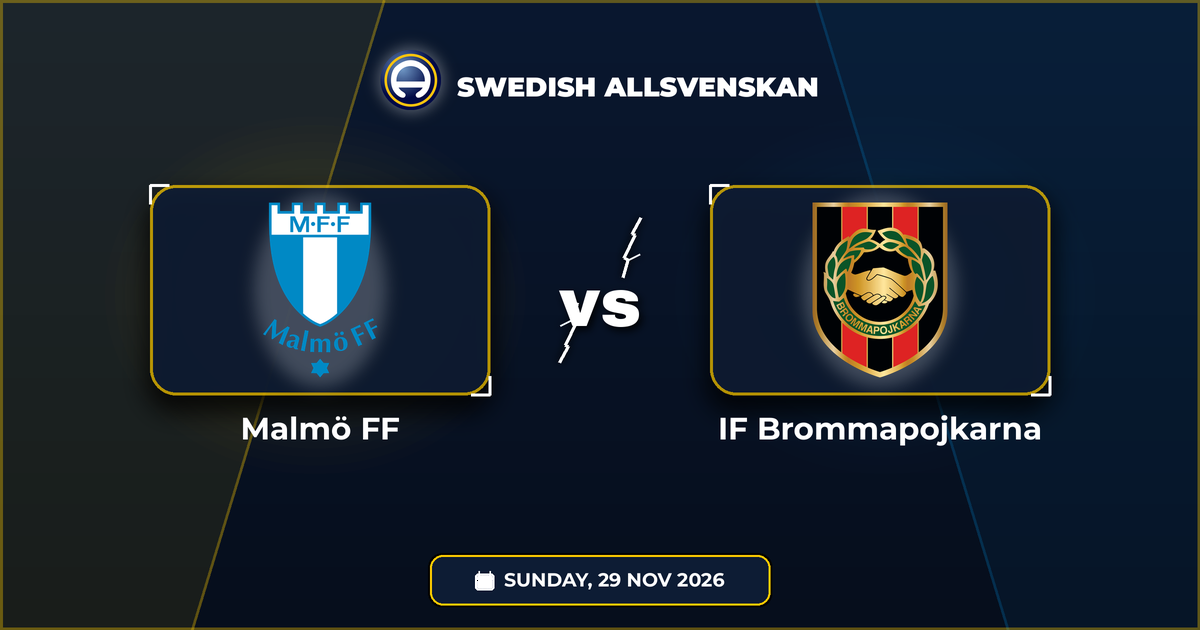 SWEDISH ALLSVENSKAN
M·F·F
Malmö FF
VS
BROMMAPOJKARNA
Malmö FF
IF Brommapojkarna
SUNDAY, 29 NOV 2026